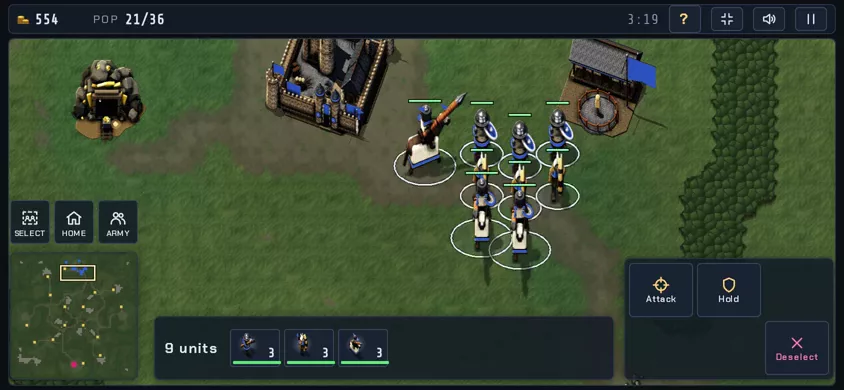 554 POP 21/36 3:19 ?
SELECT HOME ARMY
Attack Hold
9 units 3 3 3
Deselect